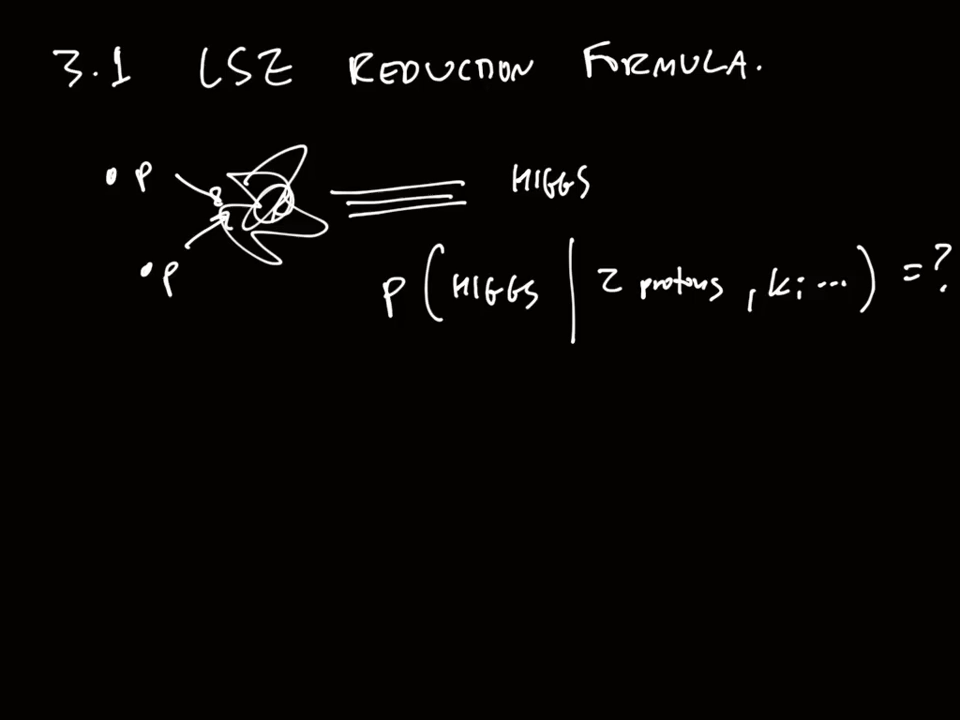 3.1 LSZ REDUCTION FORMULA.
• P
HIGGS
• P
P ( HIGGS | 2 protons, ki ... ) = ?